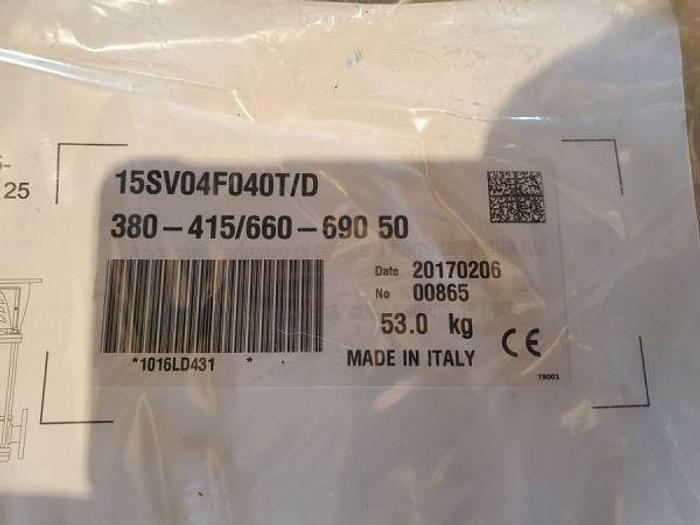 25
15SV04F040T/D
380-415/660-690 50
Date 20170206
No 00865
53.0 kg
*1016LD431 *
MADE IN ITALY
CE
T8001